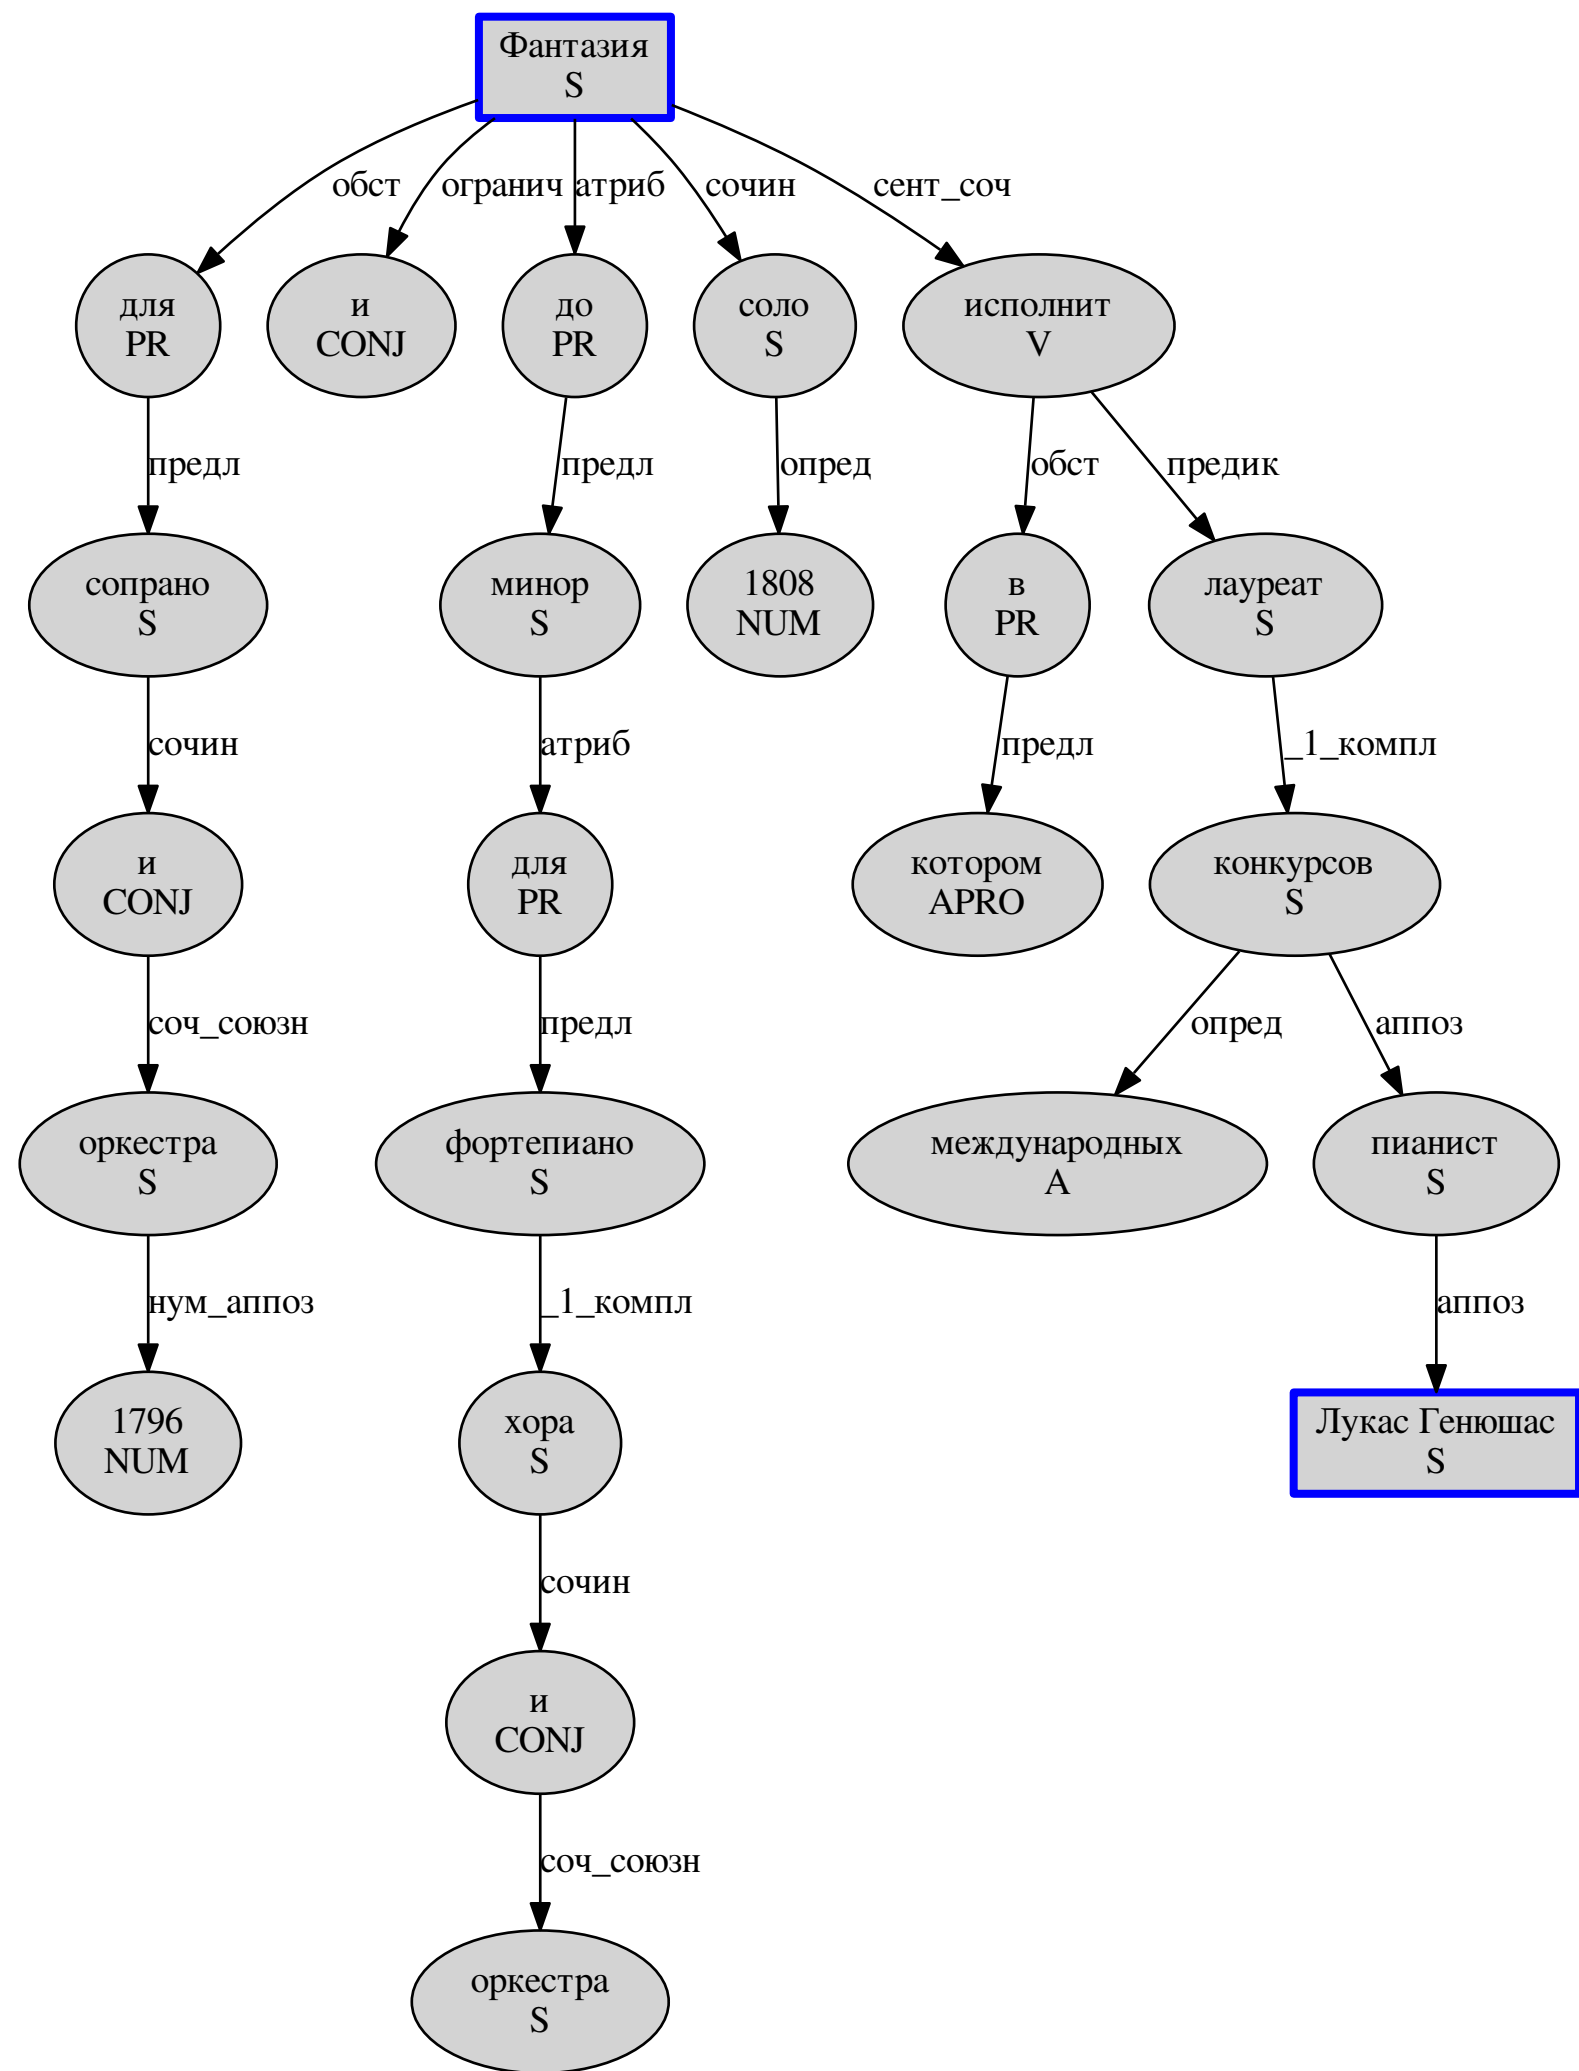 Фантазия
S
обст
огранич
атриб
сочин
сент_соч
для
PR
и
CONJ
до
PR
соло
S
исполнит
V
предл
предл
опред
обст
предик
сопрано
S
минор
S
1808
NUM
в
PR
лауреат
S
сочин
атриб
предл
_1_компл
и
CONJ
для
PR
котором
APRO
конкурсов
S
соч_союзн
предл
опред
аппоз
оркестра
S
фортепиано
S
международных
A
пианист
S
нум_аппоз
_1_компл
аппоз
1796
NUM
хора
S
Лукас Генюшас
S
сочин
и
CONJ
соч_союзн
оркестра
S